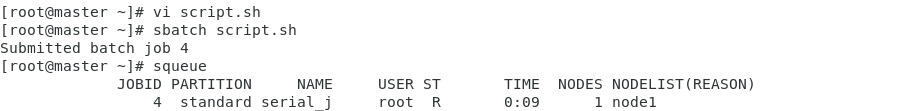 [root@master ~]# vi script.sh
[root@master ~]# sbatch script.sh
Submitted batch job 4
[root@master ~]# squeue
             JOBID PARTITION     NAME     USER ST       TIME  NODES NODELIST(REASON)
                 4  standard serial_j     root  R       0:09      1 node1